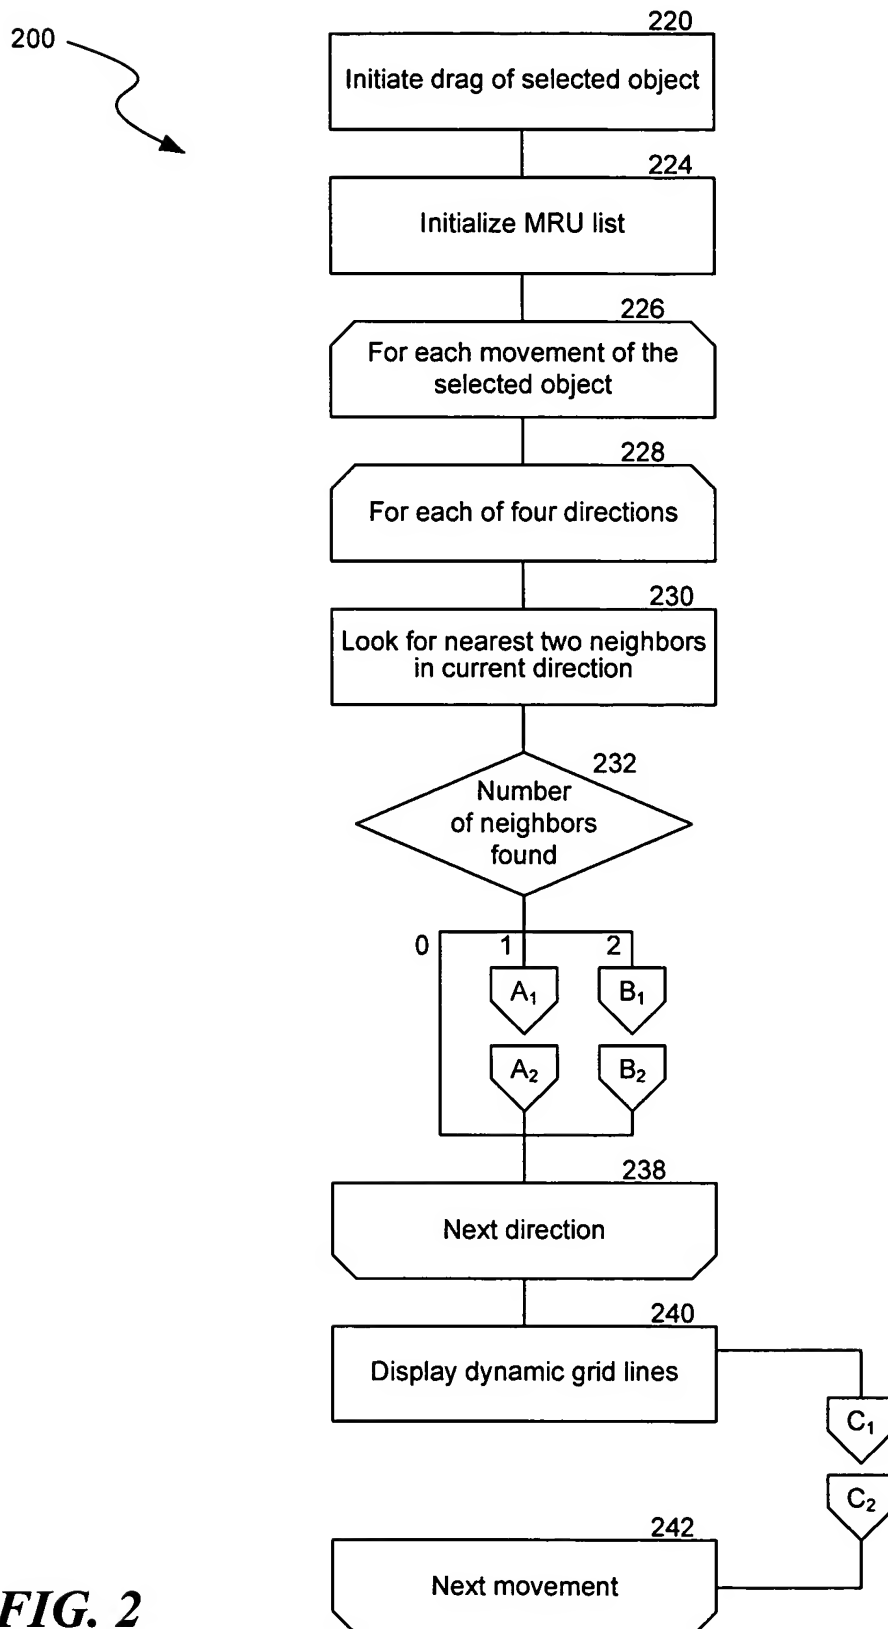 200
220
Initiate drag of selected object
224
Initialize MRU list
226
For each movement of the
selected object
228
For each of four directions
230
Look for nearest two neighbors
in current direction
232
Number
of neighbors
found
0 1 2
A₁ B₁
A₂ B₂
238
Next direction
240
Display dynamic grid lines
C₁
C₂
242
Next movement
FIG. 2